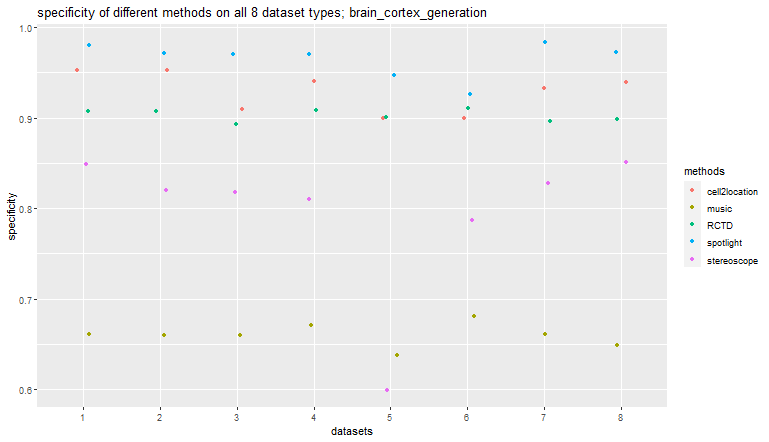 specificity of different methods on all 8 dataset types; brain_cortex_generation
1.0
0.9
0.8
0.7
0.6
specificity
1 2 3 4 5 6 7 8
datasets
methods
cell2location
music
RCTD
spotlight
stereoscope